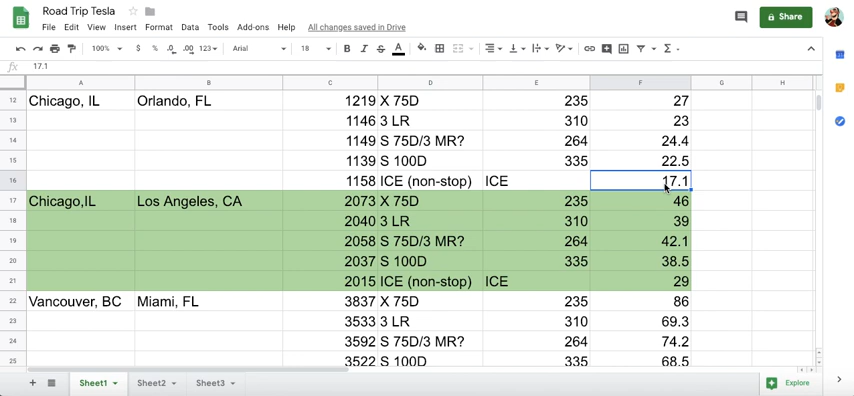 Road Trip Tesla
File Edit View Insert Format Data Tools Add-ons Help All changes saved in Drive
Share
100% $ % .0 .00 123 Arial 18 B I S A
fx 17.1
A B C D E F G H
12 Chicago, IL Orlando, FL 1219 X 75D 235 27
13 1146 3 LR 310 23
14 1149 S 75D/3 MR? 264 24.4
15 1139 S 100D 335 22.5
16 1158 ICE (non-stop) ICE 17.1
17 Chicago,IL Los Angeles, CA 2073 X 75D 235 46
18 2040 3 LR 310 39
19 2058 S 75D/3 MR? 264 42.1
20 2037 S 100D 335 38.5
21 2015 ICE (non-stop) ICE 29
22 Vancouver, BC Miami, FL 3837 X 75D 235 86
23 3533 3 LR 310 69.3
24 3592 S 75D/3 MR? 264 74.2
25 3522 S 100D 335 68.5
+ Sheet1 Sheet2 Sheet3 Explore